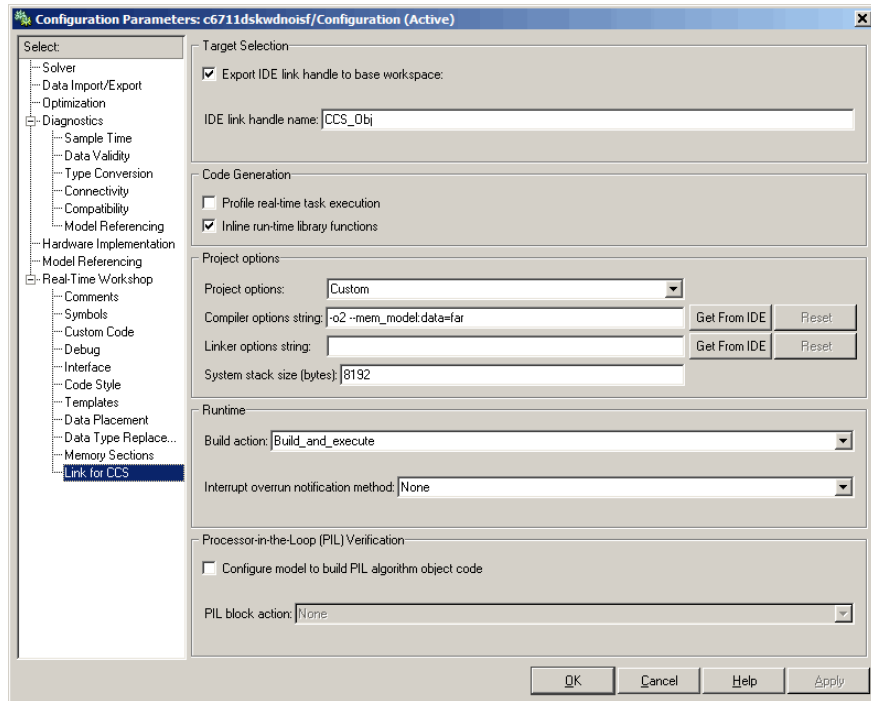 Configuration Parameters: c6711dskwdnoisf/Configuration (Active)
Select:
Solver
Data Import/Export
Optimization
Diagnostics
Sample Time
Data Validity
Type Conversion
Connectivity
Compatibility
Model Referencing
Hardware Implementation
Model Referencing
Real-Time Workshop
Comments
Symbols
Custom Code
Debug
Interface
Code Style
Templates
Data Placement
Data Type Replace...
Memory Sections
Link for CCS
Target Selection
Export IDE link handle to base workspace:
IDE link handle name: CCS_Obj
Code Generation
Profile real-time task execution
Inline run-time library functions
Project options
Project options: Custom
Compiler options string: -o2 --mem_model:data=far Get From IDE Reset
Linker options string: Get From IDE Reset
System stack size (bytes): 8192
Runtime
Build action: Build_and_execute
Interrupt overrun notification method: None
Processor-in-the-Loop (PIL) Verification
Configure model to build PIL algorithm object code
PIL block action: None
OK Cancel Help Apply